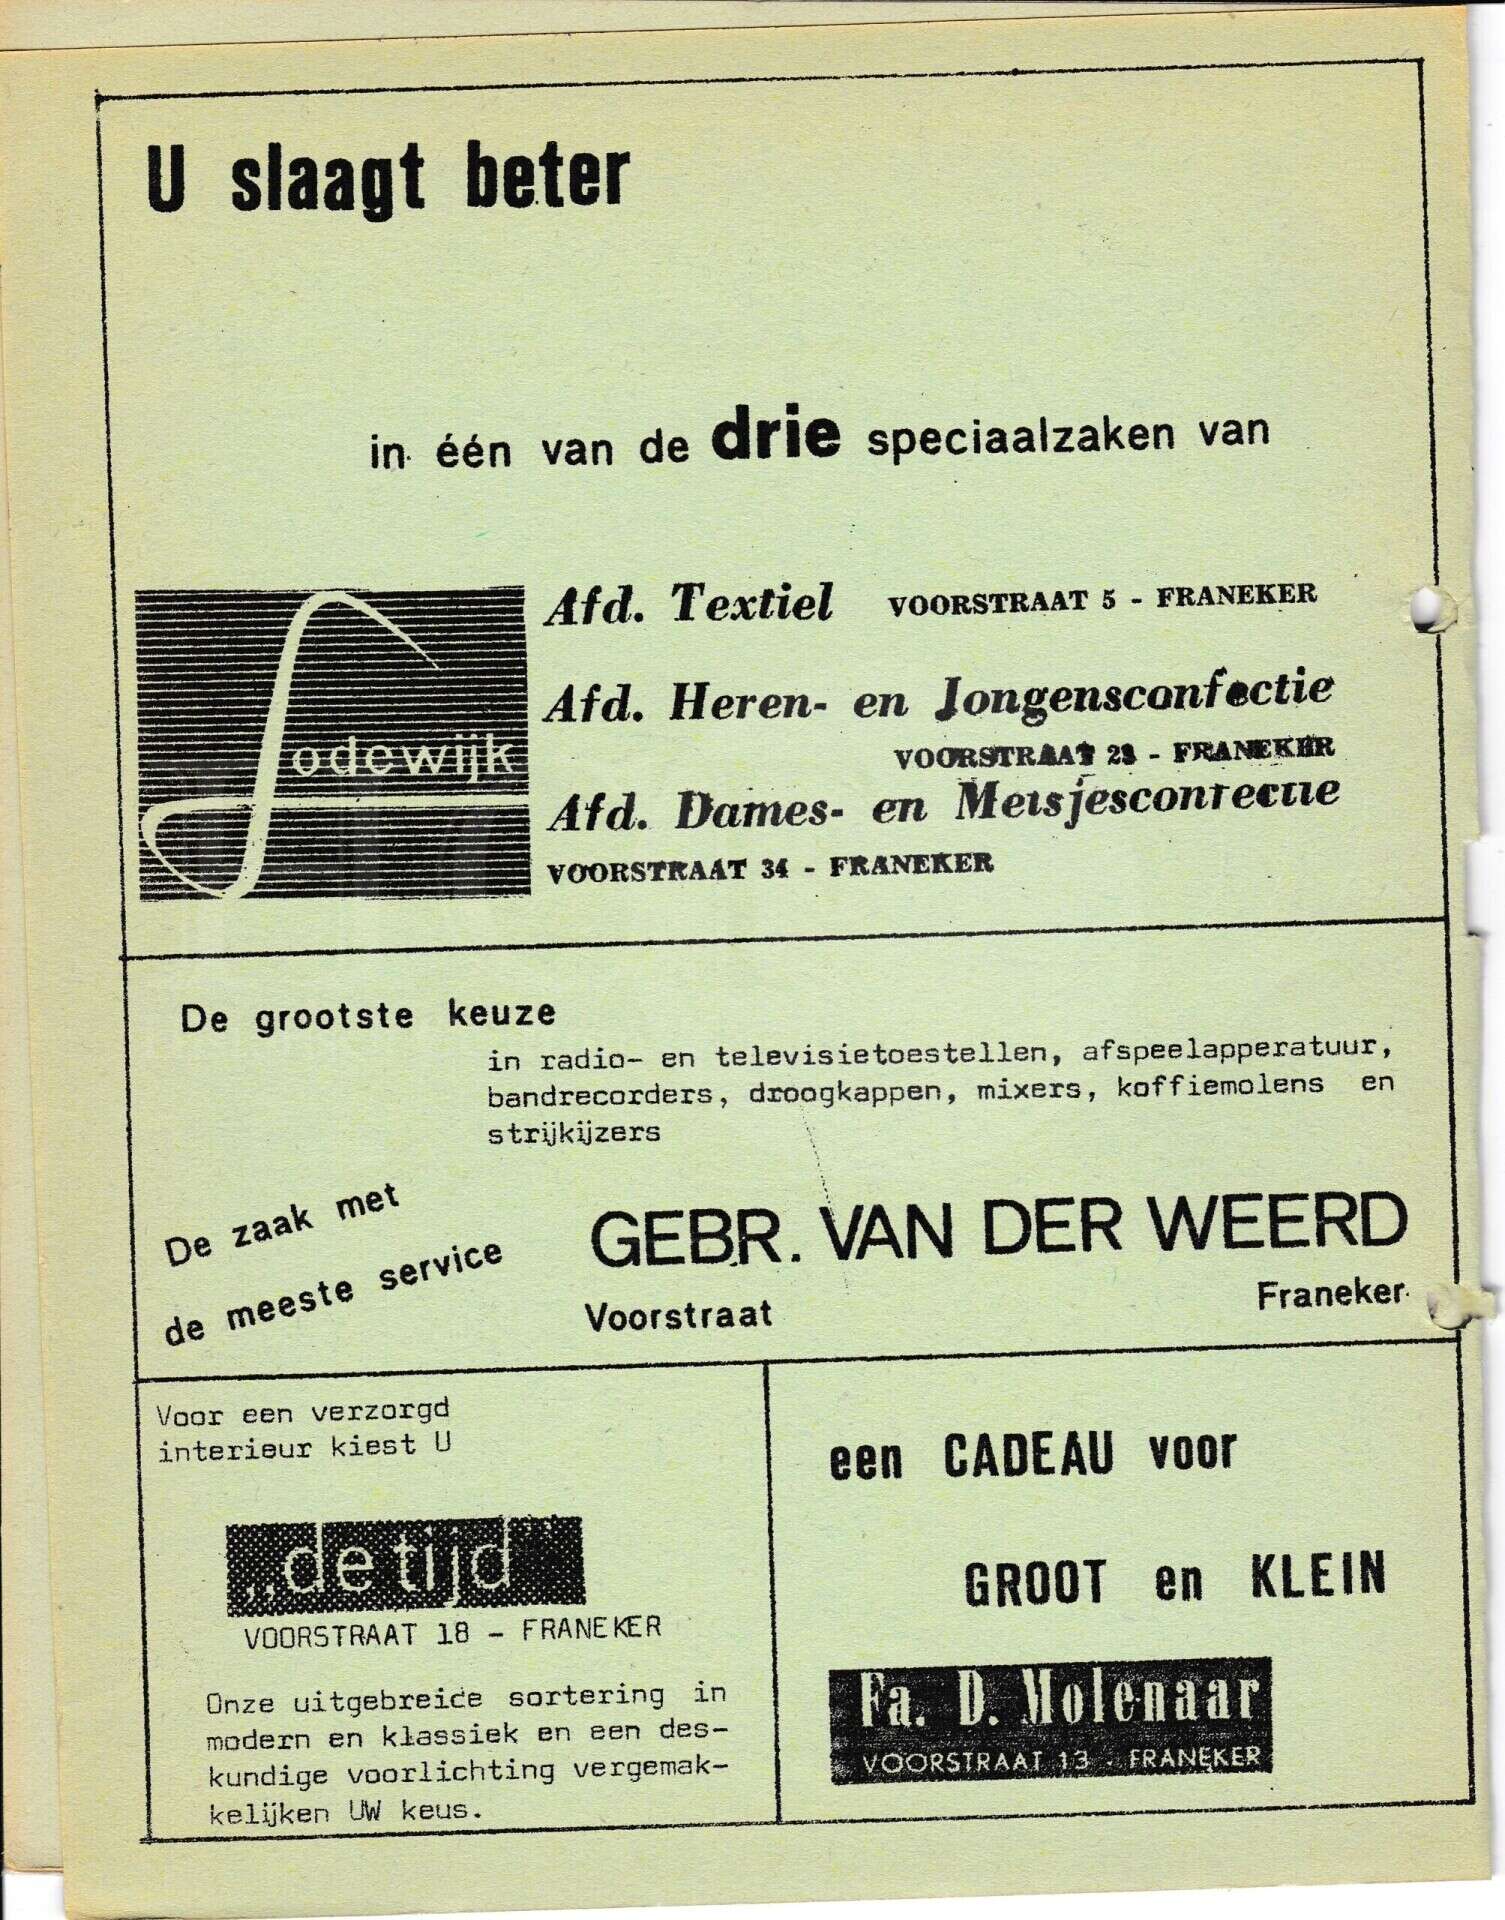 U slaagt beter
in één van de drie speciaalzaken van
Lodewijk
Afd. Textiel VOORSTRAAT 5 - FRANEKER
Afd. Heren- en Jongensconfectie
VOORSTRAAT 23 - FRANEKER
Afd. Dames- en Meisjesconfectie
VOORSTRAAT 34 - FRANEKER
De grootste keuze
in radio- en televisietoestellen, afspeelapperatuur,
bandrecorders, droogkappen, mixers, koffiemolens en
strijkijzers
De zaak met
de meeste service
GEBR. VAN DER WEERD
Voorstraat Franeker
Voor een verzorgd
interieur kiest U
„de tijd"
VOORSTRAAT 18 - FRANEKER
Onze uitgebreide sortering in
modern en klassiek en een des-
kundige voorlichting vergemak-
kelijken UW keus.
een CADEAU voor
GROOT en KLEIN
Fa. D. Molenaar
VOORSTRAAT 13 - FRANEKER